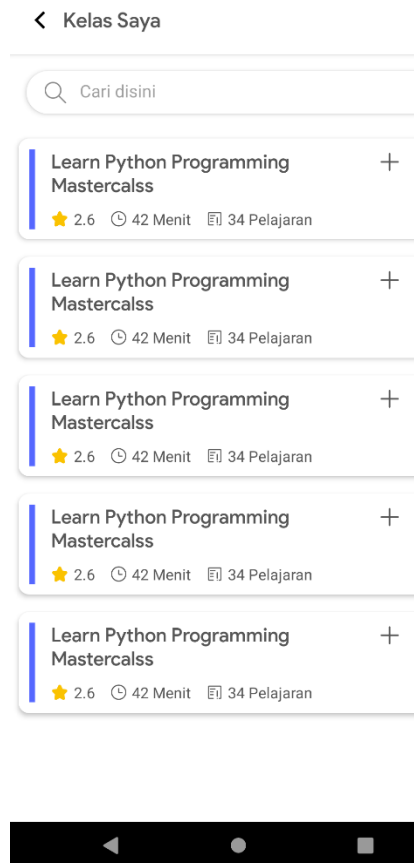 Kelas Saya
Cari disini
Learn Python Programming
Mastercalss
2.6 42 Menit 34 Pelajaran
Learn Python Programming
Mastercalss
2.6 42 Menit 34 Pelajaran
Learn Python Programming
Mastercalss
2.6 42 Menit 34 Pelajaran
Learn Python Programming
Mastercalss
2.6 42 Menit 34 Pelajaran
Learn Python Programming
Mastercalss
2.6 42 Menit 34 Pelajaran